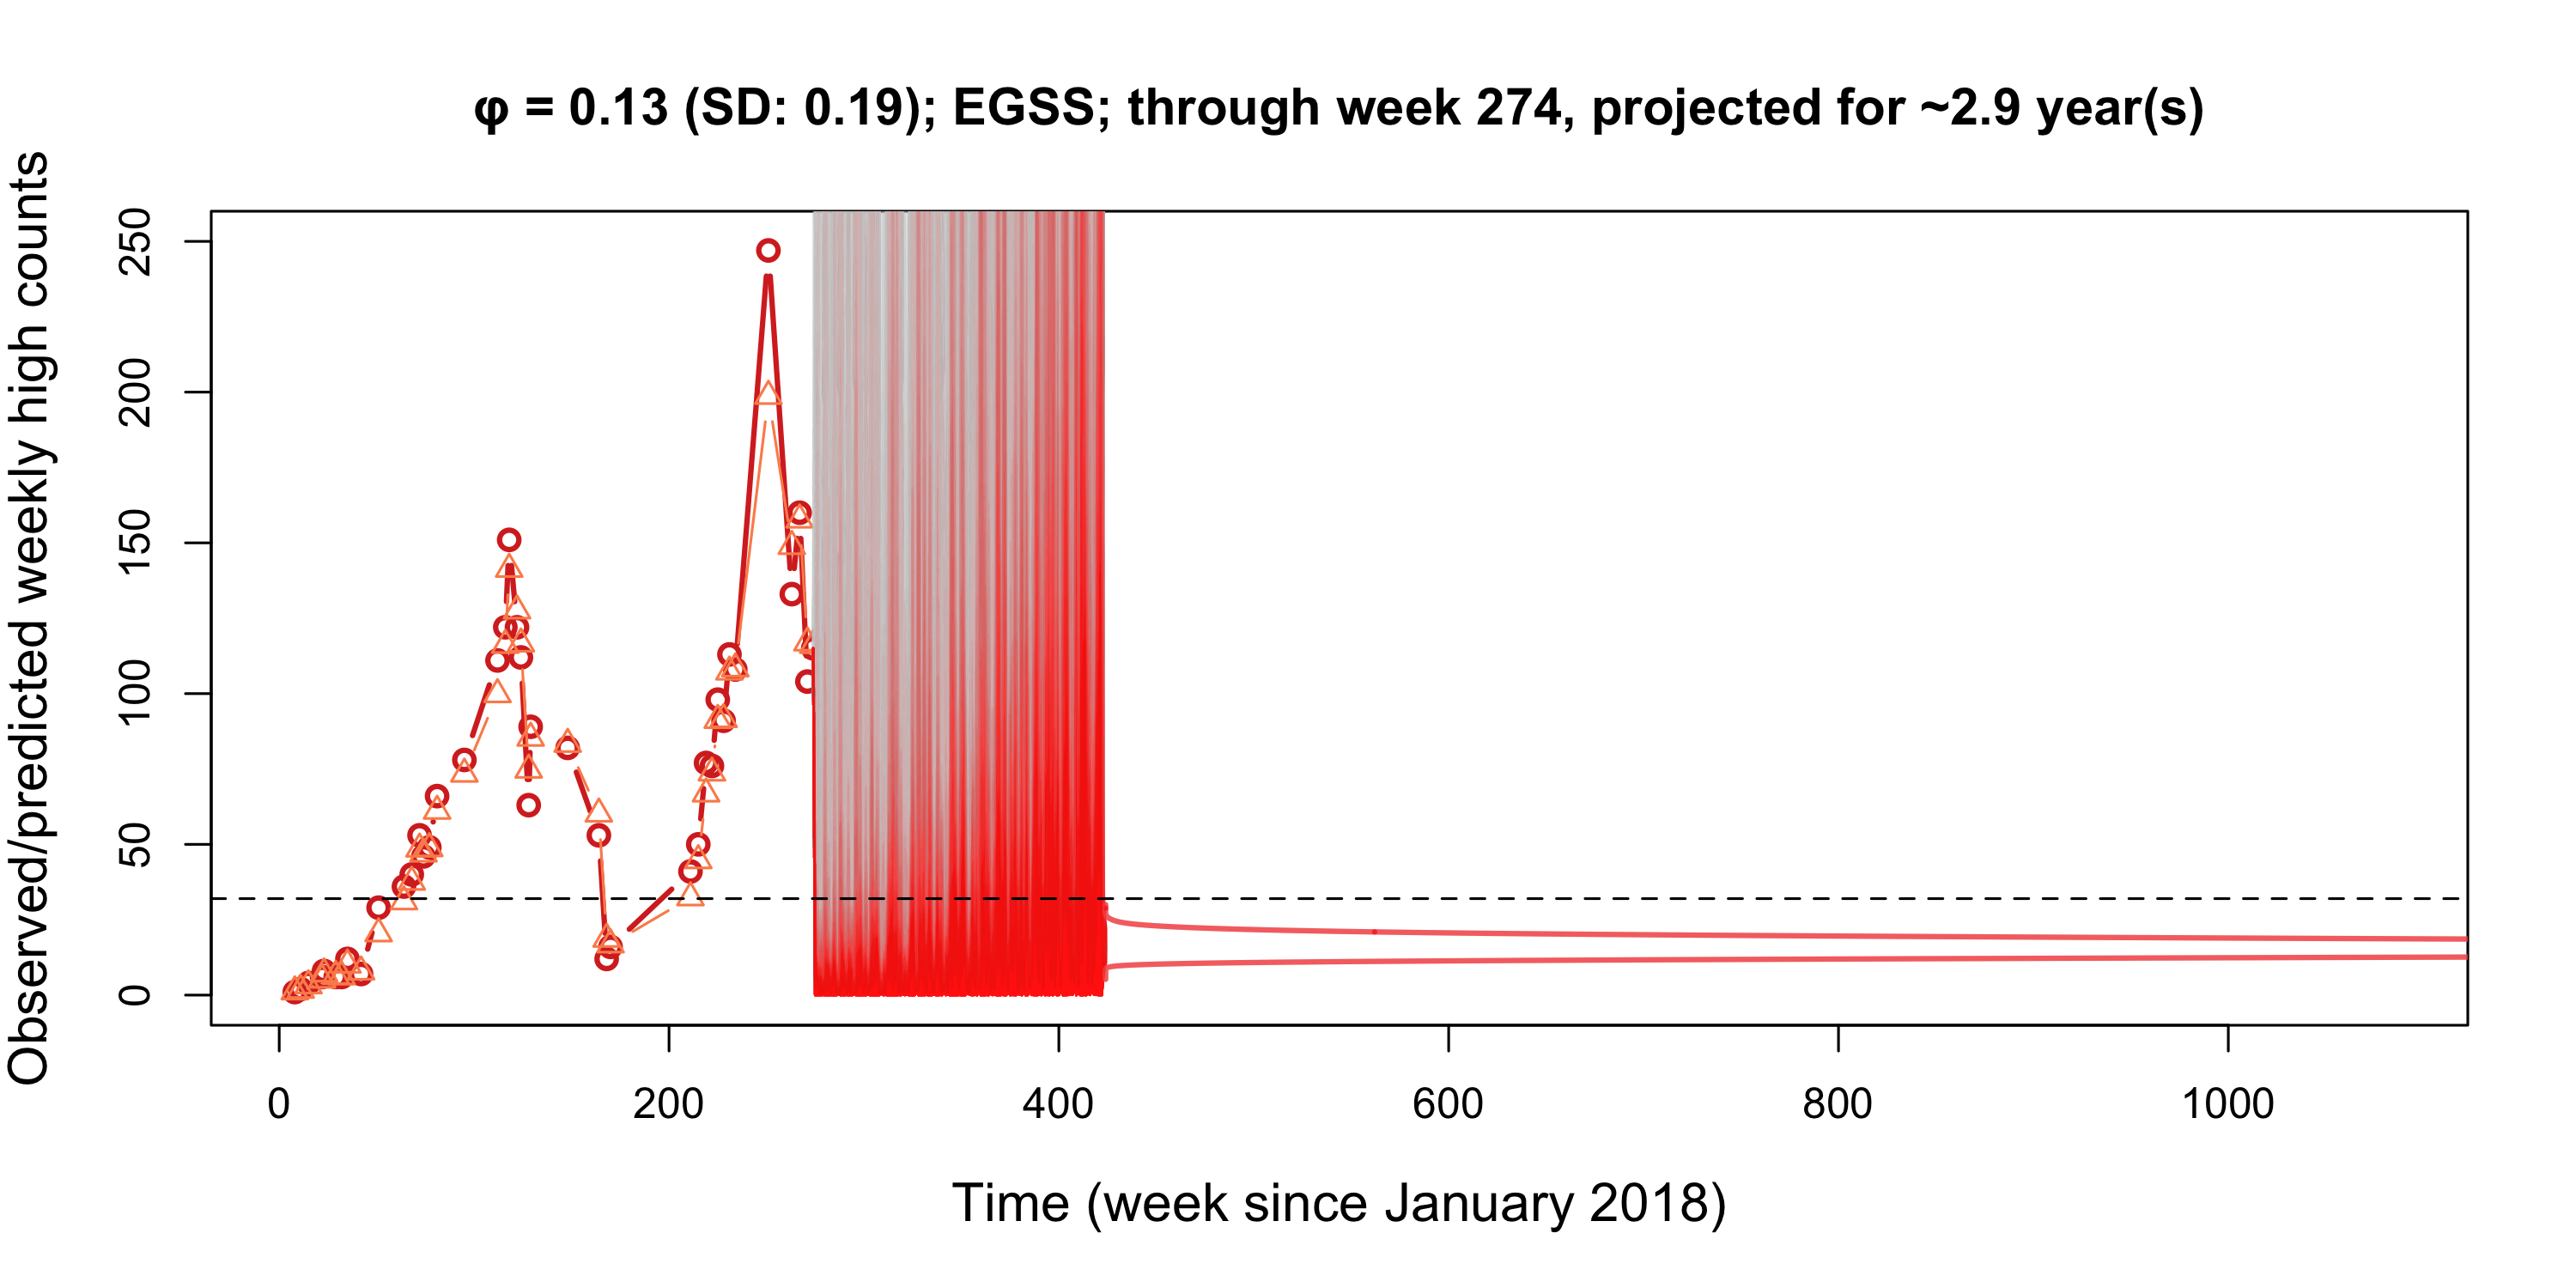 φ = 0.13 (SD: 0.19); EGSS; through week 274, projected for ~2.9 year(s)
Observed/predicted weekly high counts
250
200
150
100
50
0
0 200 400 600 800 1000
Time (week since January 2018)